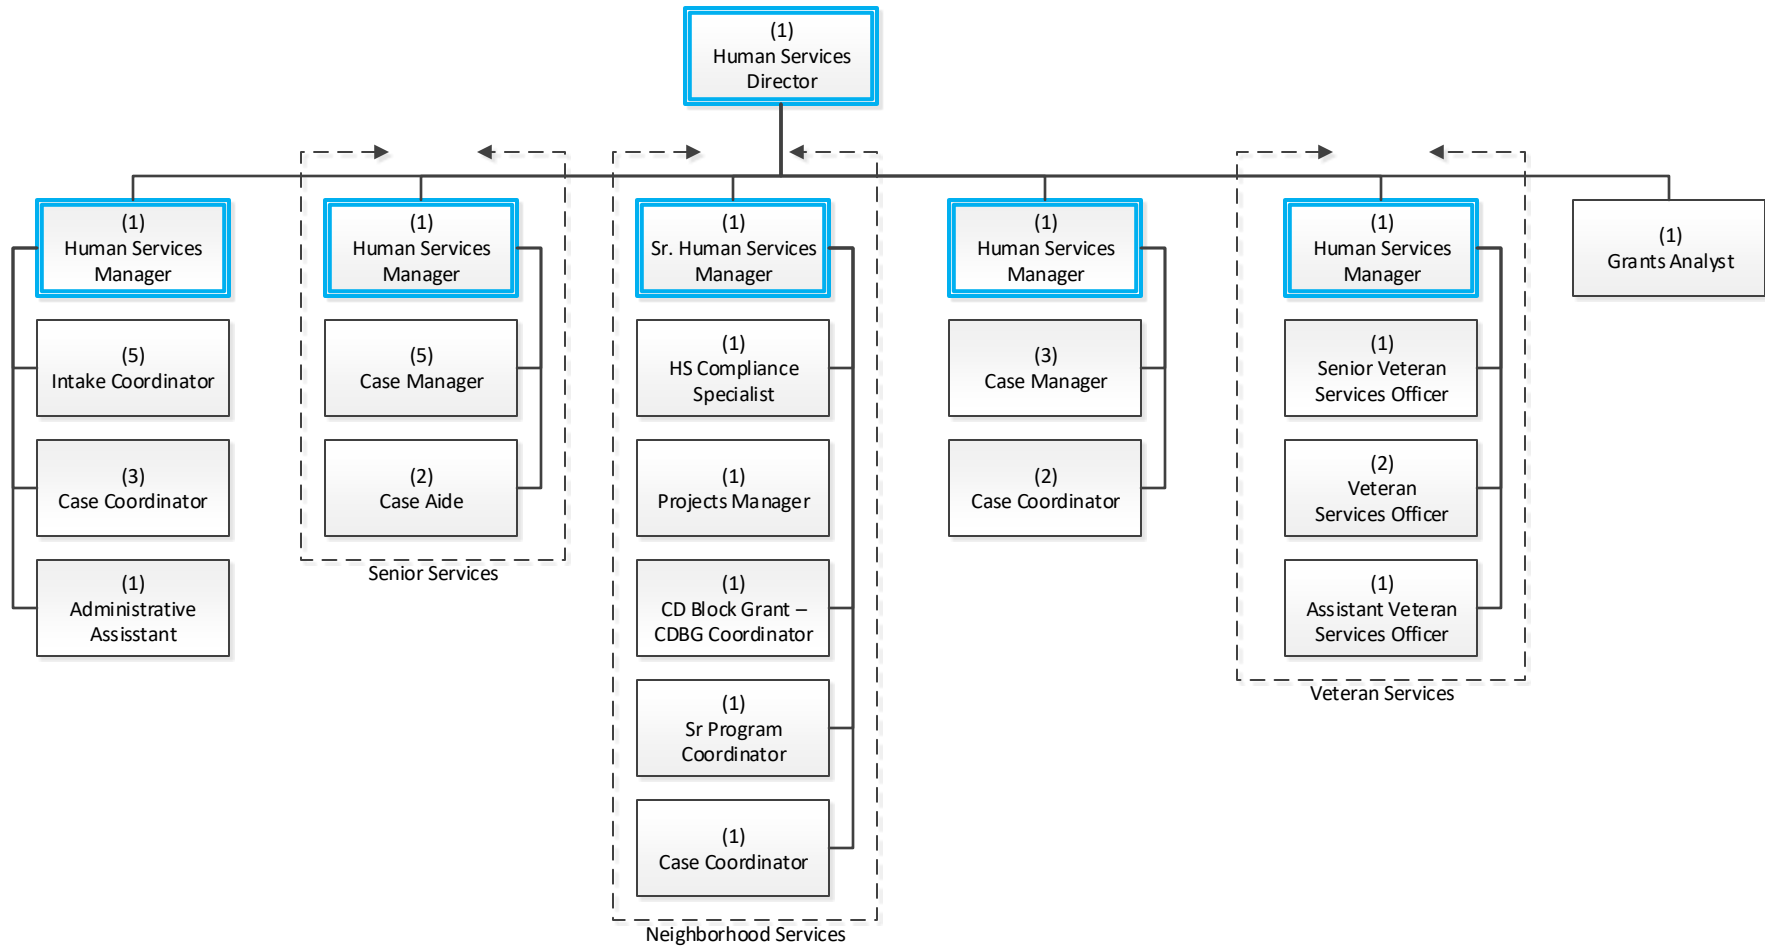 (1)
Human Services
Director
(1)
Human Services
Manager
(5)
Intake Coordinator
(3)
Case Coordinator
(1)
Administrative
Assisstant
(1)
Human Services
Manager
(5)
Case Manager
(2)
Case Aide
Senior Services
(1)
Sr. Human Services
Manager
(1)
HS Compliance
Specialist
(1)
Projects Manager
(1)
CD Block Grant –
CDBG Coordinator
(1)
Sr Program
Coordinator
(1)
Case Coordinator
Neighborhood Services
(1)
Human Services
Manager
(3)
Case Manager
(2)
Case Coordinator
(1)
Human Services
Manager
(1)
Senior Veteran
Services Officer
(2)
Veteran
Services Officer
(1)
Assistant Veteran
Services Officer
Veteran Services
(1)
Grants Analyst